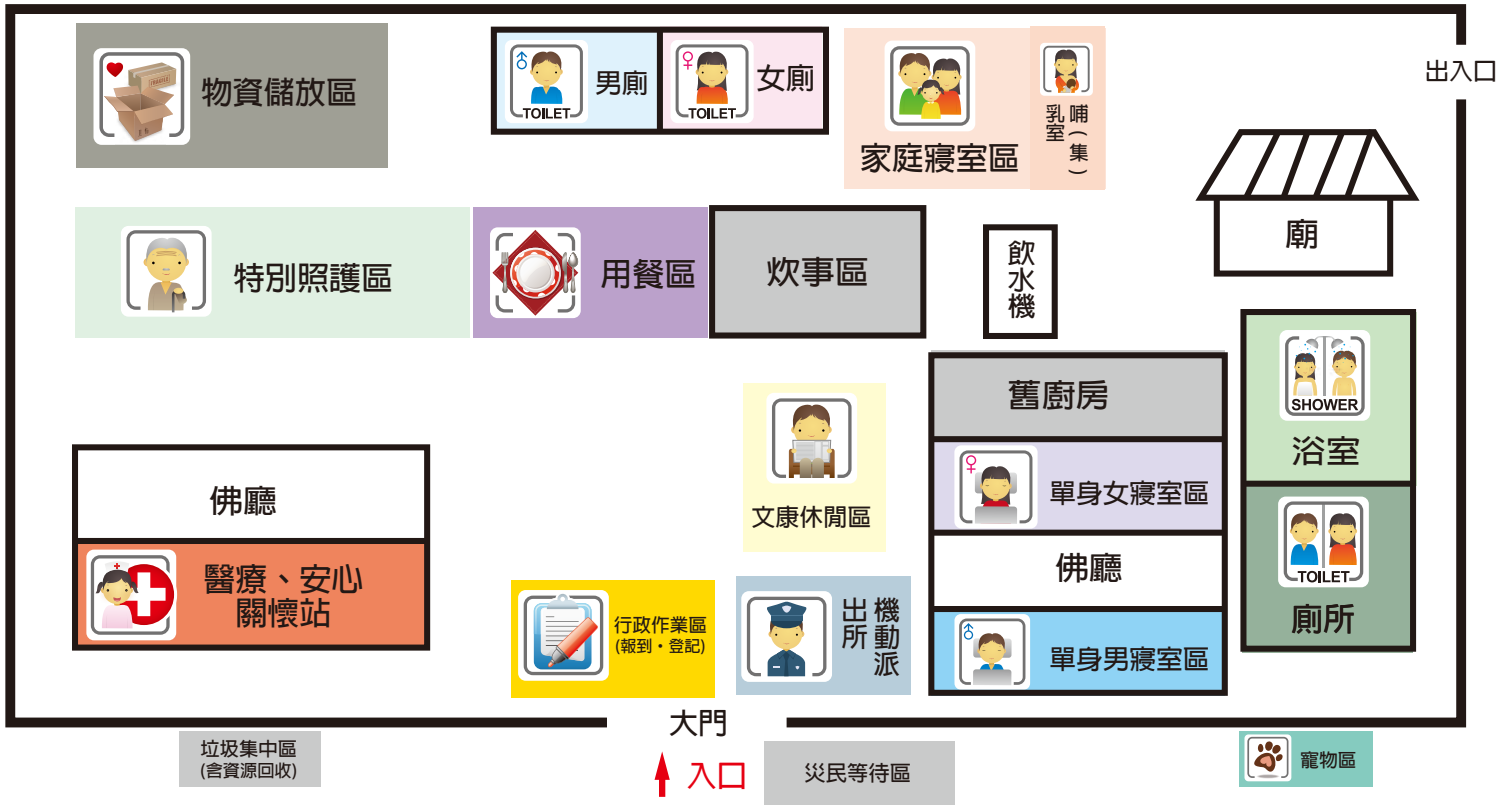 物資儲放區
TOILET
男廁
TOILET
女廁
家庭寢室區
哺(集)
乳室
出入口
廟
特別照護區
用餐區
炊事區
飲水機
舊廚房
SHOWER
浴室
單身女寢室區
文康休閒區
佛廳
佛廳
醫療、安心
關懷站
TOILET
廁所
行政作業區
(報到・登記)
機動派
出所
單身男寢室區
大門
入口
垃圾集中區
(含資源回收)
災民等待區
寵物區